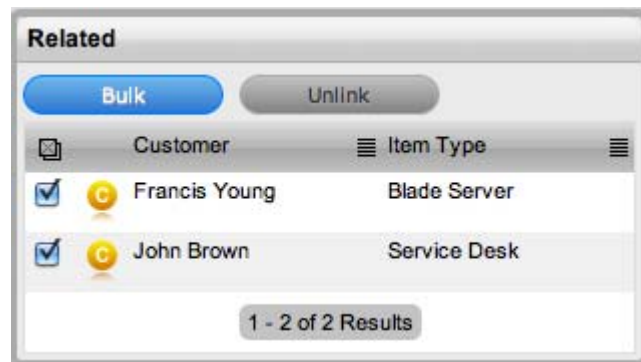 Related
Bulk Unlink
Customer Item Type
C Francis Young Blade Server
C John Brown Service Desk
1 - 2 of 2 Results